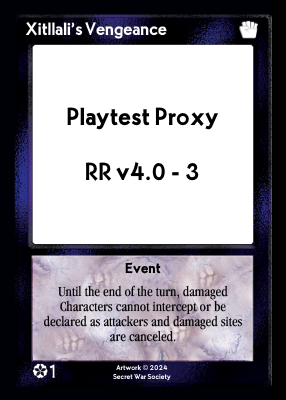 Xitllali's Vengeance
Playtest Proxy
RR v4.0 - 3
Event
Until the end of the turn, damaged
Characters cannot intercept or be
declared as attackers and damaged sites
are canceled.
1
Artwork © 2024
Secret War Society